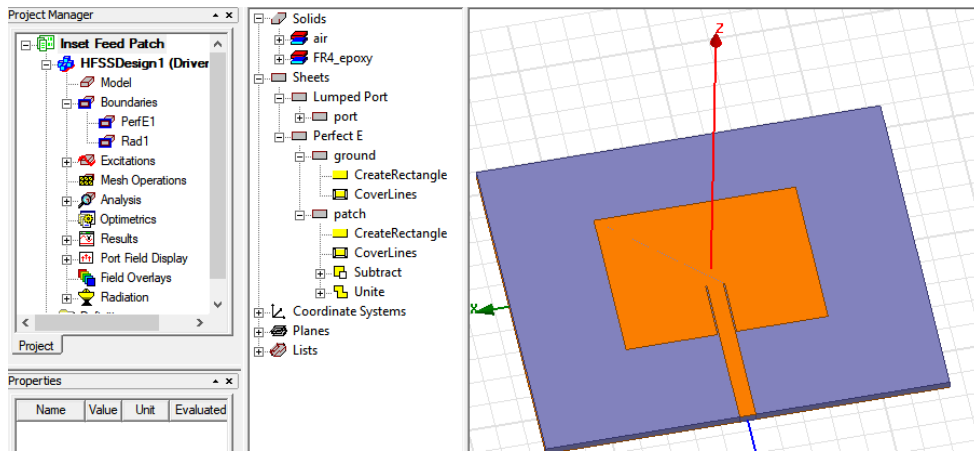 Project Manager
Inset Feed Patch
HFSSDesign1 (Driver
Model
Boundaries
PerfE1
Rad1
Excitations
Mesh Operations
Analysis
Optimetrics
Results
Port Field Display
Field Overlays
Radiation
Project
Properties
Name Value Unit Evaluated
Solids
air
FR4_epoxy
Sheets
Lumped Port
port
Perfect E
ground
CreateRectangle
CoverLines
patch
CreateRectangle
CoverLines
Subtract
Unite
Coordinate Systems
Planes
Lists
Z
X